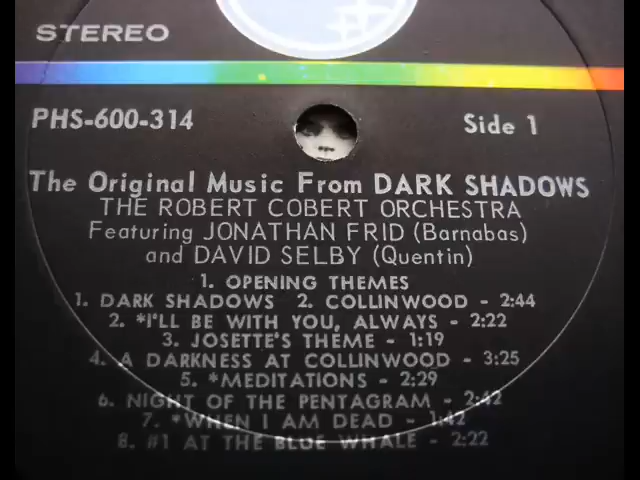 STEREO
PHS-600-314
Side 1
The Original Music From DARK SHADOWS
THE ROBERT COBERT ORCHESTRA
Featuring JONATHAN FRID (Barnabas)
and DAVID SELBY (Quentin)
1. OPENING THEMES
1. DARK SHADOWS 2. COLLINWOOD - 2:44
2. *I'LL BE WITH YOU, ALWAYS - 2:22
3. JOSETTE'S THEME - 1:19
4. A DARKNESS AT COLLINWOOD - 3:25
5. *MEDITATIONS - 2:29
6. NIGHT OF THE PENTAGRAM - 2:42
7. *WHEN I AM DEAD - 1:42
8. #1 AT THE BLUE WHALE - 2:22